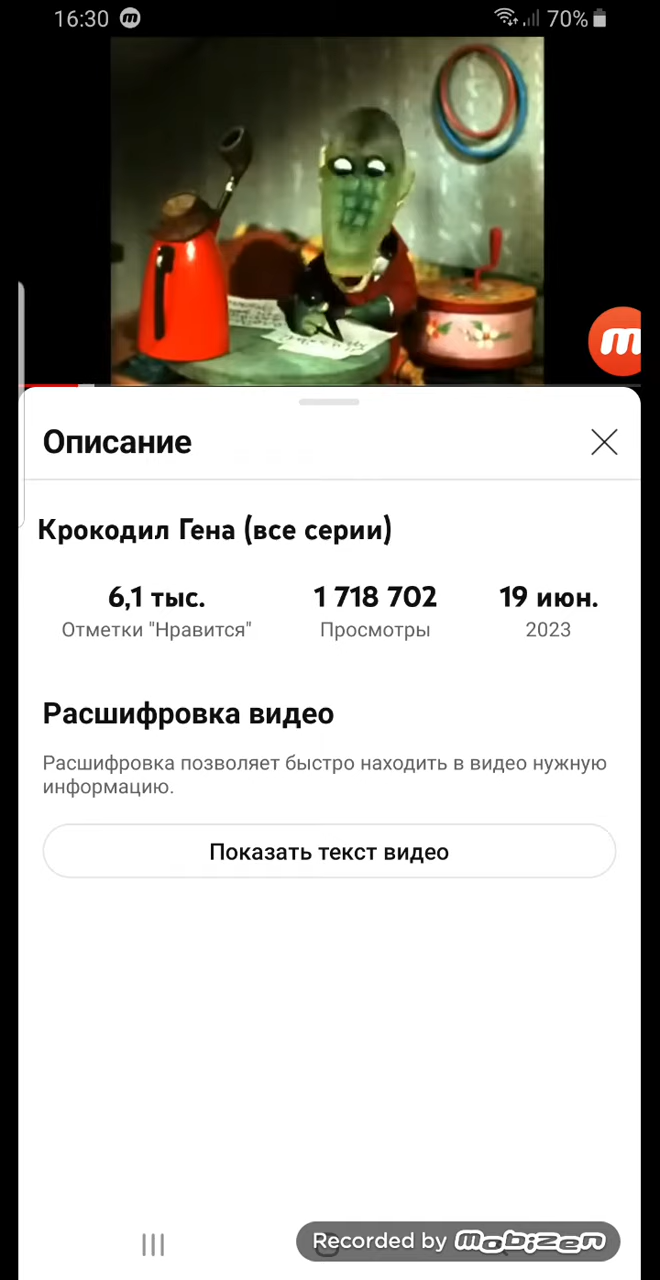 16:30 m 70%
m
Описание
Крокодил Гена (все серии)
6,1 тыс. 1 718 702 19 июн.
Отметки "Нравится" Просмотры 2023
Расшифровка видео
Расшифровка позволяет быстро находить в видео нужную
информацию.
Показать текст видео
Recorded by mobizen